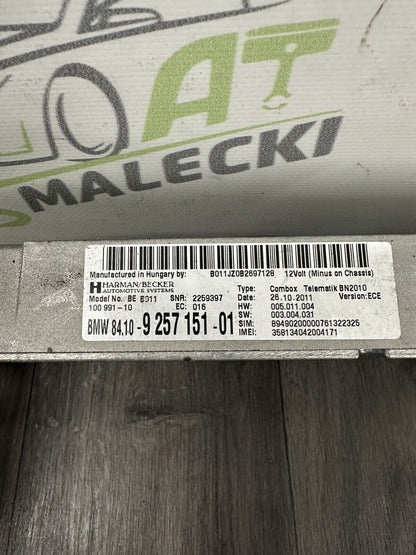 AT
MALECKI
Manufactured in Hungary by: BO11JZ0B2697128 12Volt (Minus on Chassis)
HARMAN/BECKER
AUTOMOTIVE SYSTEMS
Type: Combox Telematik BN2010
Model No.: BE 6011 SNR: 2259397 Date: 26.10.2011 Version:ECE
100 991-10 EC: 016 HW: 005.011.004
SW: 003.004.031
BMW 84.10 - 9 257 151 - 01
SIM: 89490200000761322325
IMEI: 358134042004171